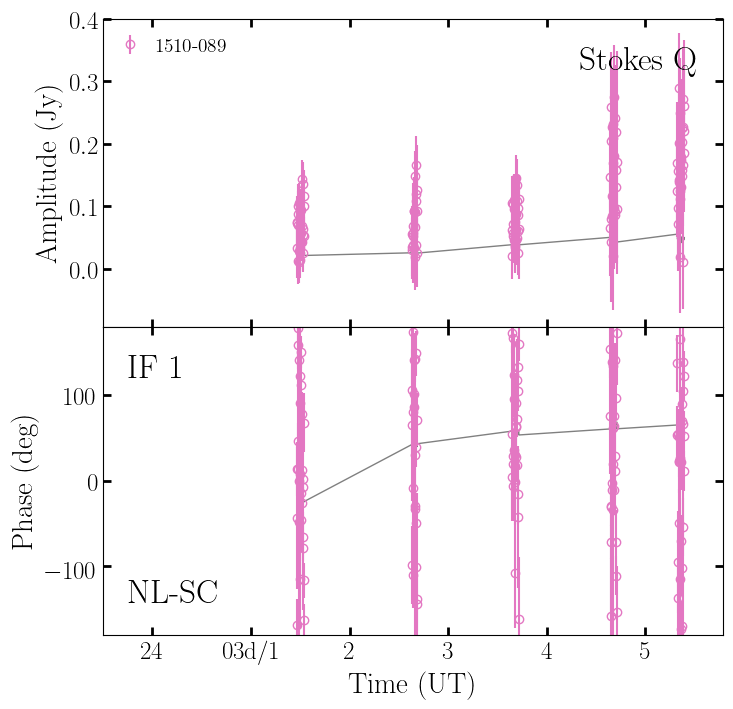 1510-089
Stokes Q
0.4
0.3
0.2
0.1
0.0
Amplitude (Jy)
IF 1
100
0
−100
Phase (deg)
NL-SC
24 03d/1 2 3 4 5
Time (UT)